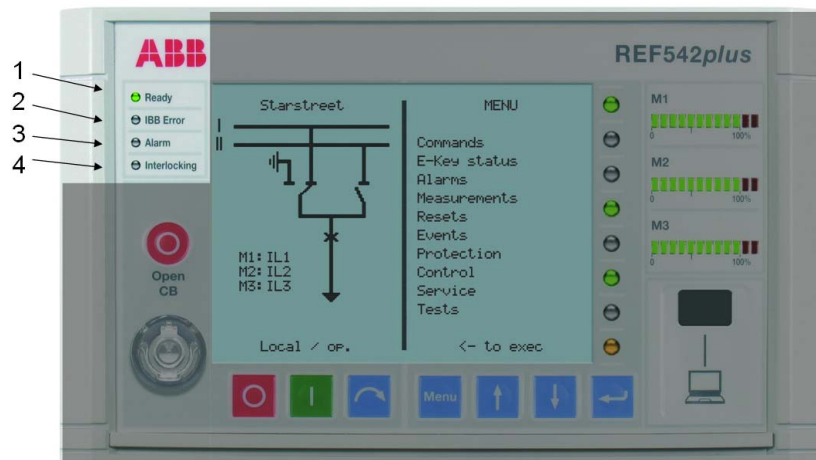 ABB
REF542plus
1
2
3
4
Ready
IBB Error
Alarm
Interlocking
Open
CB
Starstreet
I
II
M1: IL1
M2: IL2
M3: IL3
Local / op.
MENU
Commands
E-Key status
Alarms
Measurements
Resets
Events
Protection
Control
Service
Tests
<- to exec
M1
0 100%
M2
0 100%
M3
0 100%
O
I
Menu